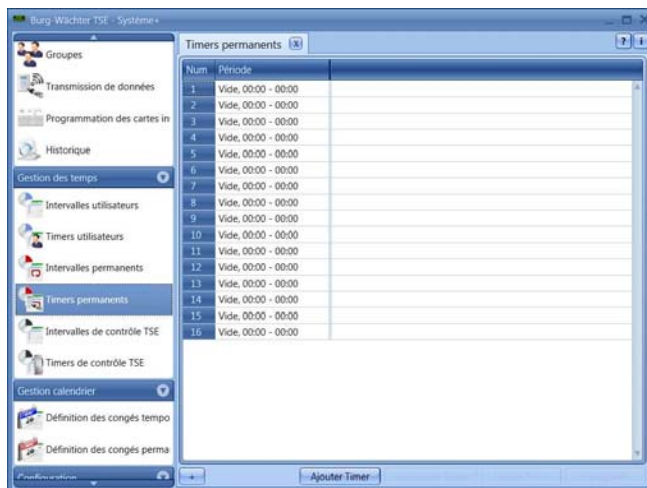 Burg-Wächter TSE - Système+
Groupes
Transmission de données
Programmation des cartes in
Historique
Gestion des temps
Intervalles utilisateurs
Timers utilisateurs
Intervalles permanents
Timers permanents
Intervalles de contrôle TSE
Timers de contrôle TSE
Gestion calendrier
Définition des congés tempo
Définition des congés perma
Configuration
Timers permanents x
? i
Num Période
1 Vide, 00:00 - 00:00
2 Vide, 00:00 - 00:00
3 Vide, 00:00 - 00:00
4 Vide, 00:00 - 00:00
5 Vide, 00:00 - 00:00
6 Vide, 00:00 - 00:00
7 Vide, 00:00 - 00:00
8 Vide, 00:00 - 00:00
9 Vide, 00:00 - 00:00
10 Vide, 00:00 - 00:00
11 Vide, 00:00 - 00:00
12 Vide, 00:00 - 00:00
13 Vide, 00:00 - 00:00
14 Vide, 00:00 - 00:00
15 Vide, 00:00 - 00:00
16 Vide, 00:00 - 00:00
+ Ajouter Timer